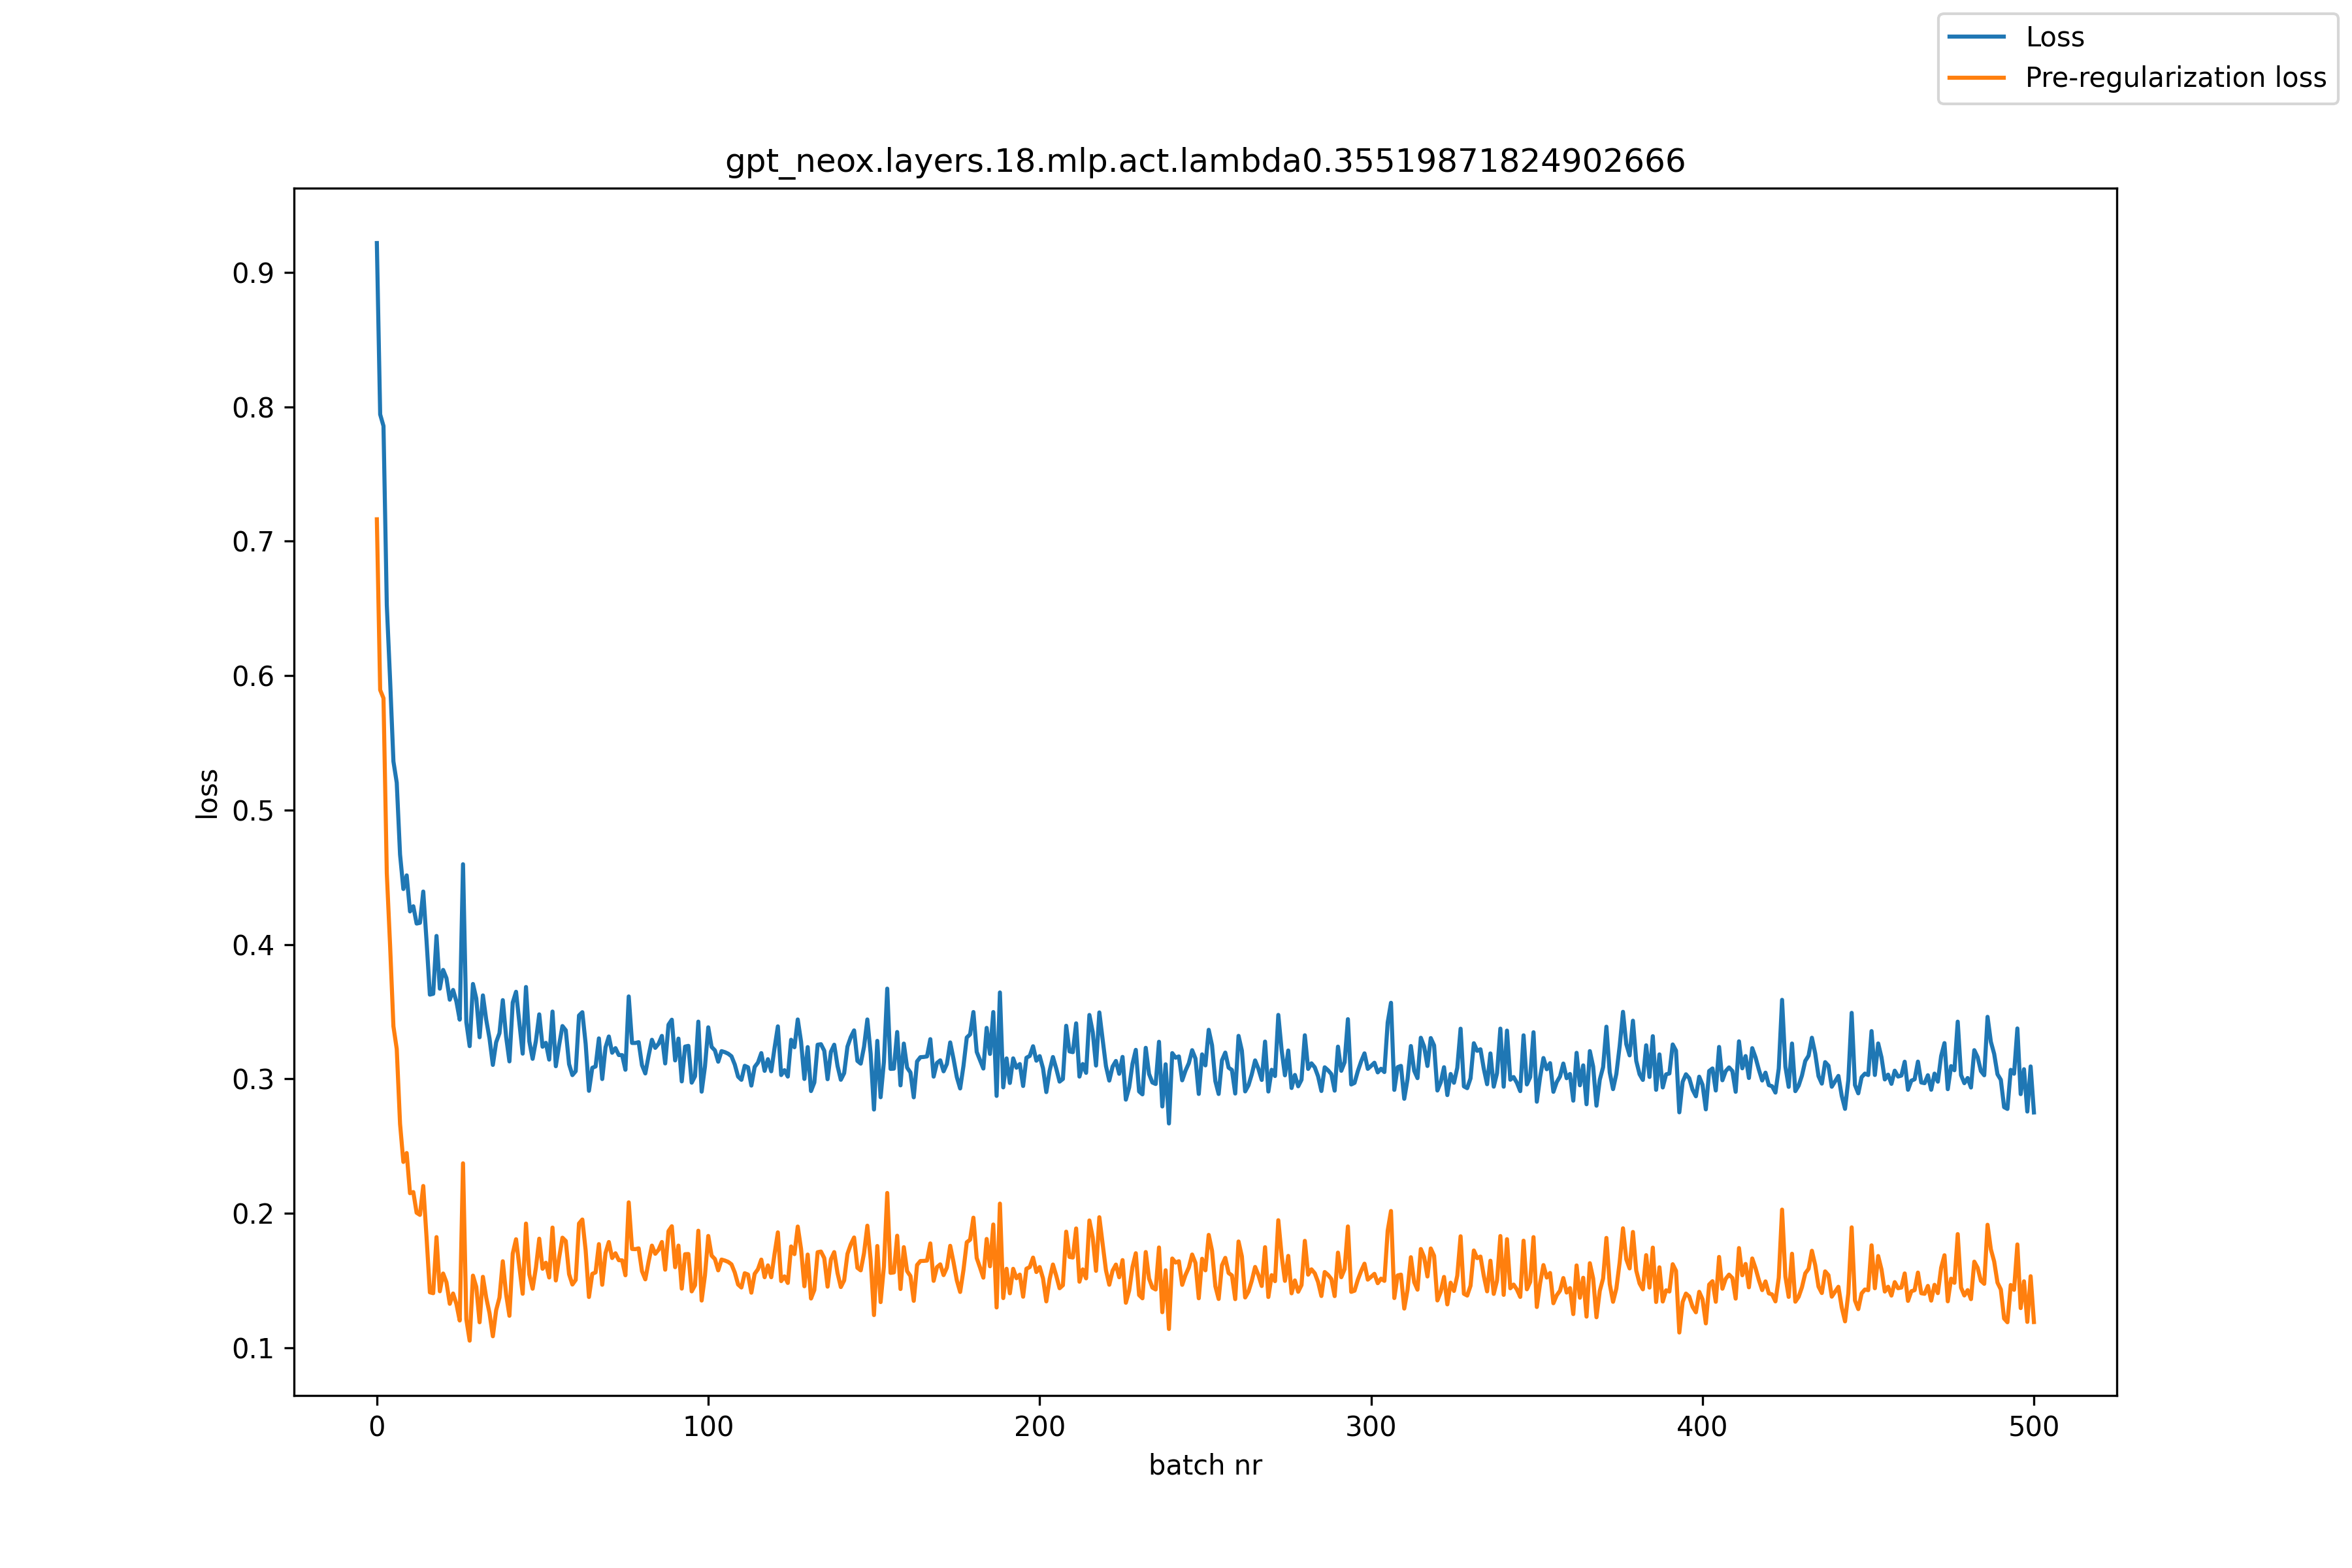 Loss
Pre-regularization loss
gpt_neox.layers.18.mlp.act.lambda0.35519871824902666
0.9
0.8
0.7
0.6
0.5
0.4
0.3
0.2
0.1
loss
0 100 200 300 400 500
batch nr